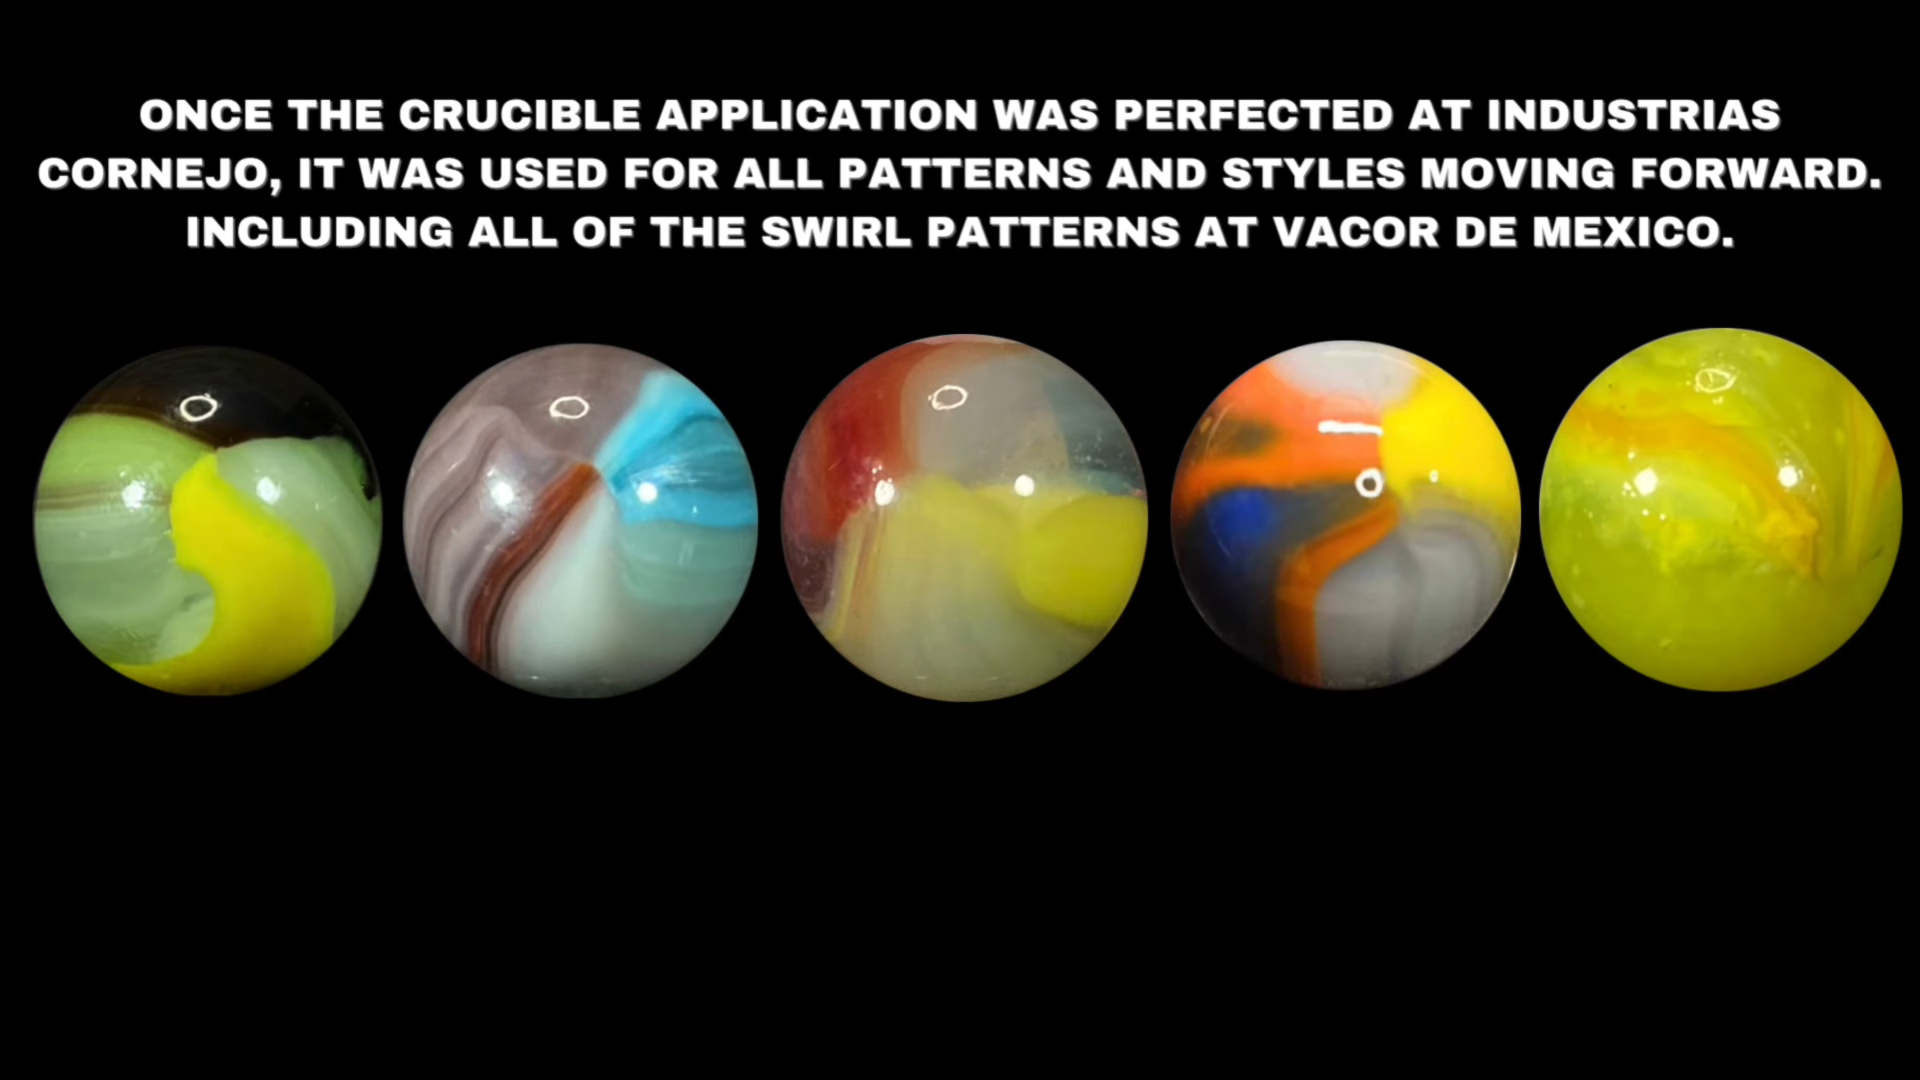 ONCE THE CRUCIBLE APPLICATION WAS PERFECTED AT INDUSTRIAS
CORNEJO, IT WAS USED FOR ALL PATTERNS AND STYLES MOVING FORWARD.
INCLUDING ALL OF THE SWIRL PATTERNS AT VACOR DE MEXICO.